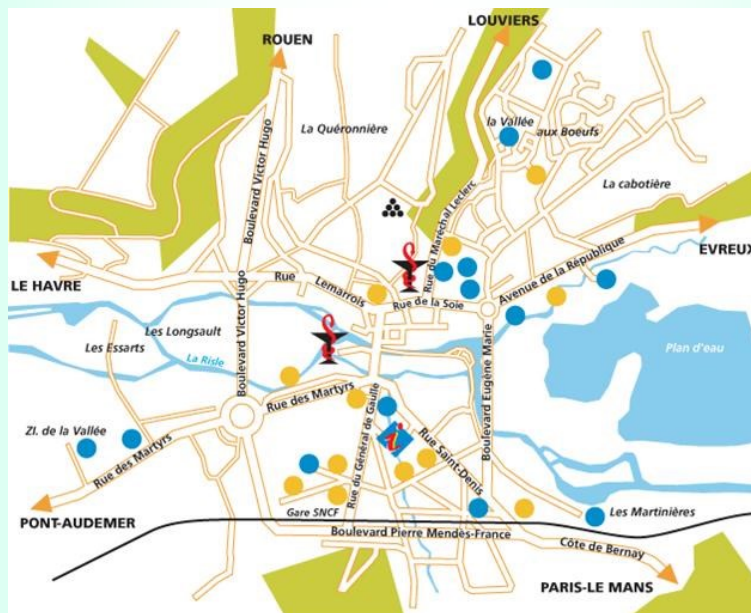 LOUVIERS
ROUEN
la Vallée
aux Boeufs
La Quéronnière
La cabotière
Boulevard Victor Hugo
Rue du Maréchal Leclerc
Avenue de la République
EVREUX
LE HAVRE
Rue
Lemarrois
Rue de la Soie
Les Longsault
Les Essarts
La Risle
Plan d'eau
Boulevard Victor Hugo
Boulevard Eugène Marie
Rue des Martyrs
ZI. de la Vallée
Rue des Martyrs
Rue du Général de Gaulle
i
Rue Saint-Denis
Gare SNCF
Les Martinières
PONT-AUDEMER
Boulevard Pierre Mendès-France
Côte de Bernay
PARIS-LE MANS